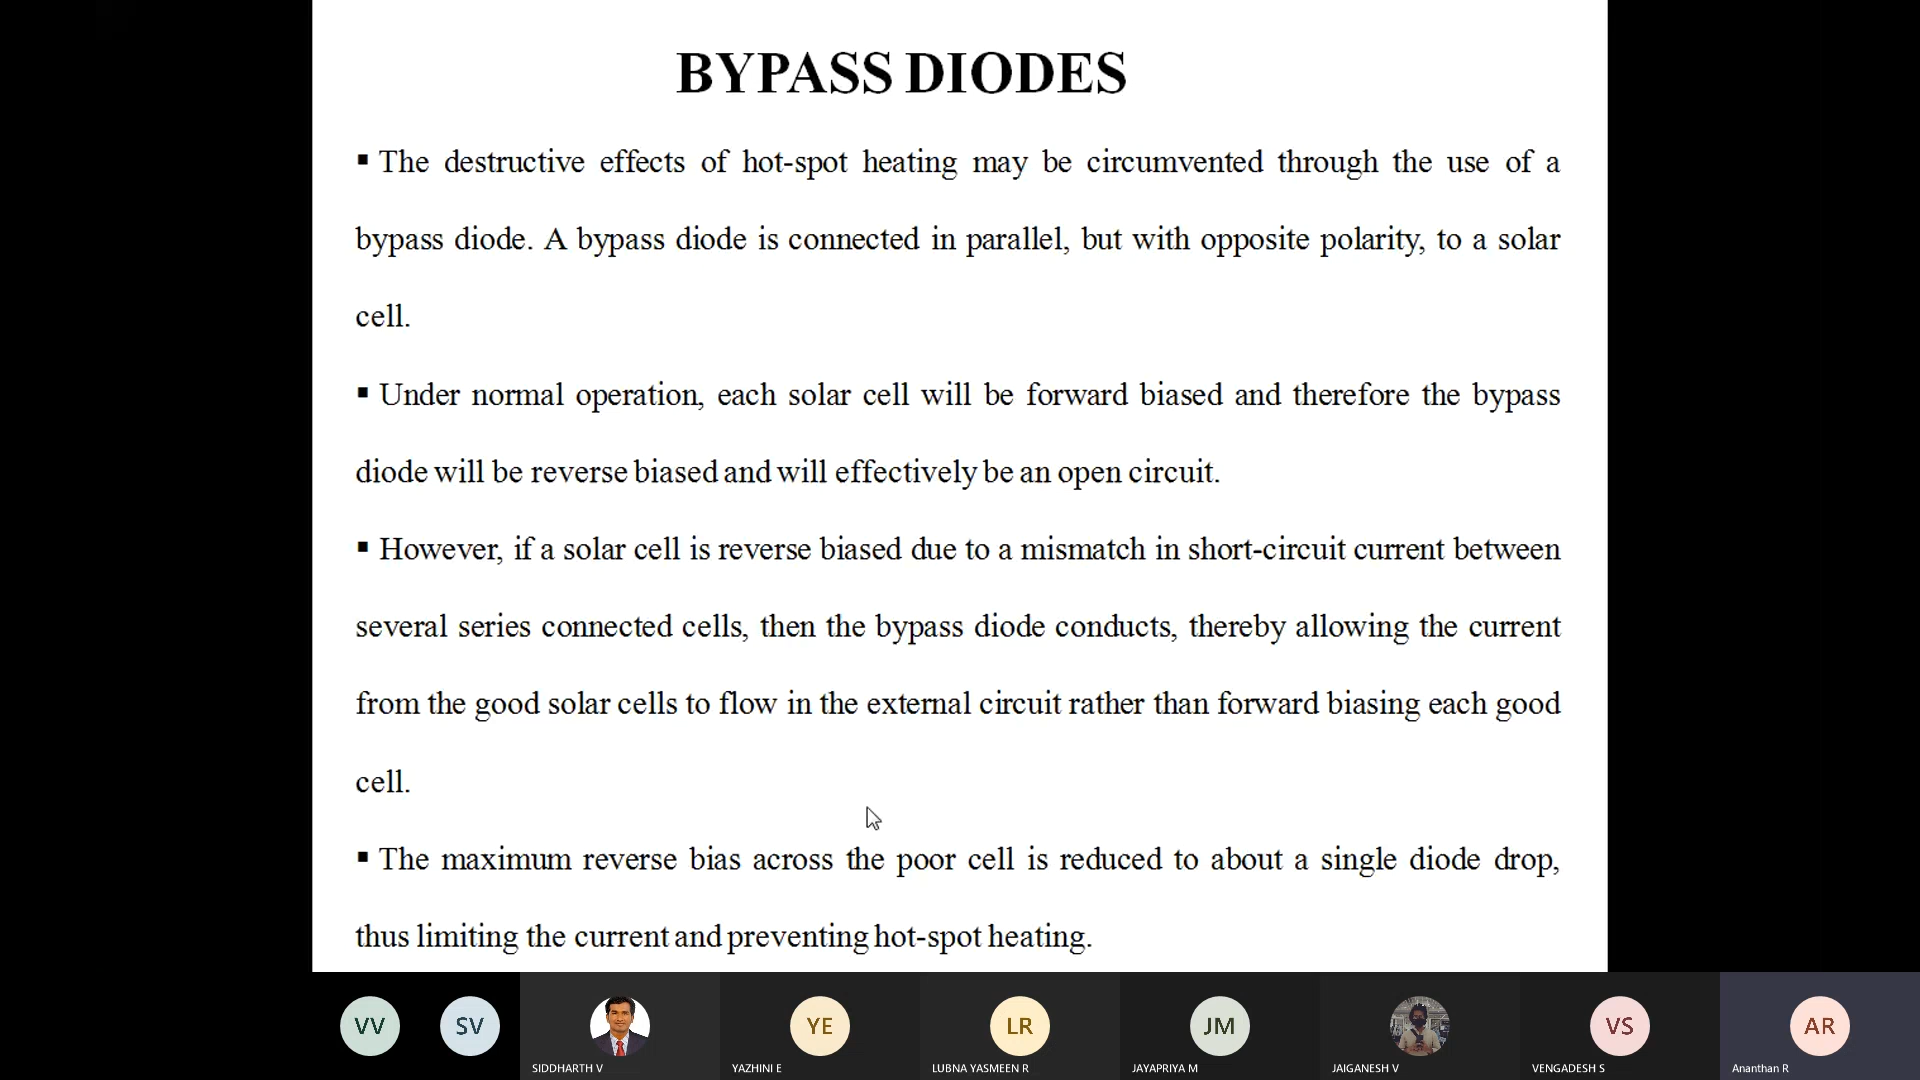 BYPASS DIODES
▪ The destructive effects of hot-spot heating may be circumvented through the use of a
bypass diode. A bypass diode is connected in parallel, but with opposite polarity, to a solar
cell.
▪ Under normal operation, each solar cell will be forward biased and therefore the bypass
diode will be reverse biased and will effectively be an open circuit.
▪ However, if a solar cell is reverse biased due to a mismatch in short-circuit current between
several series connected cells, then the bypass diode conducts, thereby allowing the current
from the good solar cells to flow in the external circuit rather than forward biasing each good
cell.
▪ The maximum reverse bias across the poor cell is reduced to about a single diode drop,
thus limiting the current and preventing hot-spot heating.
VV SV YE LR JM VS AR
SIDDHARTH V YAZHINI E LUBNA YASMEEN R JAYAPRIYA M JAIGANESH V VENGADESH S Ananthan R